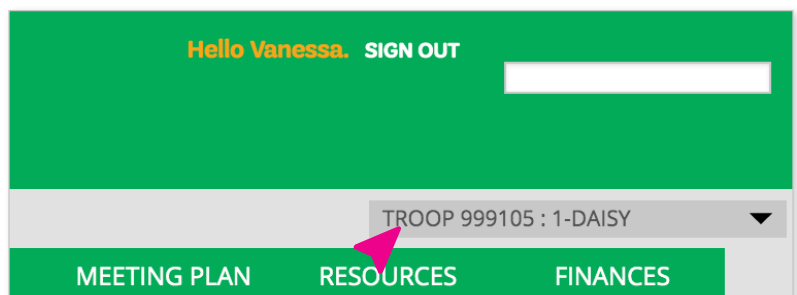 Hello Vanessa. SIGN OUT
TROOP 999105 : 1-DAISY
MEETING PLAN RESOURCES FINANCES